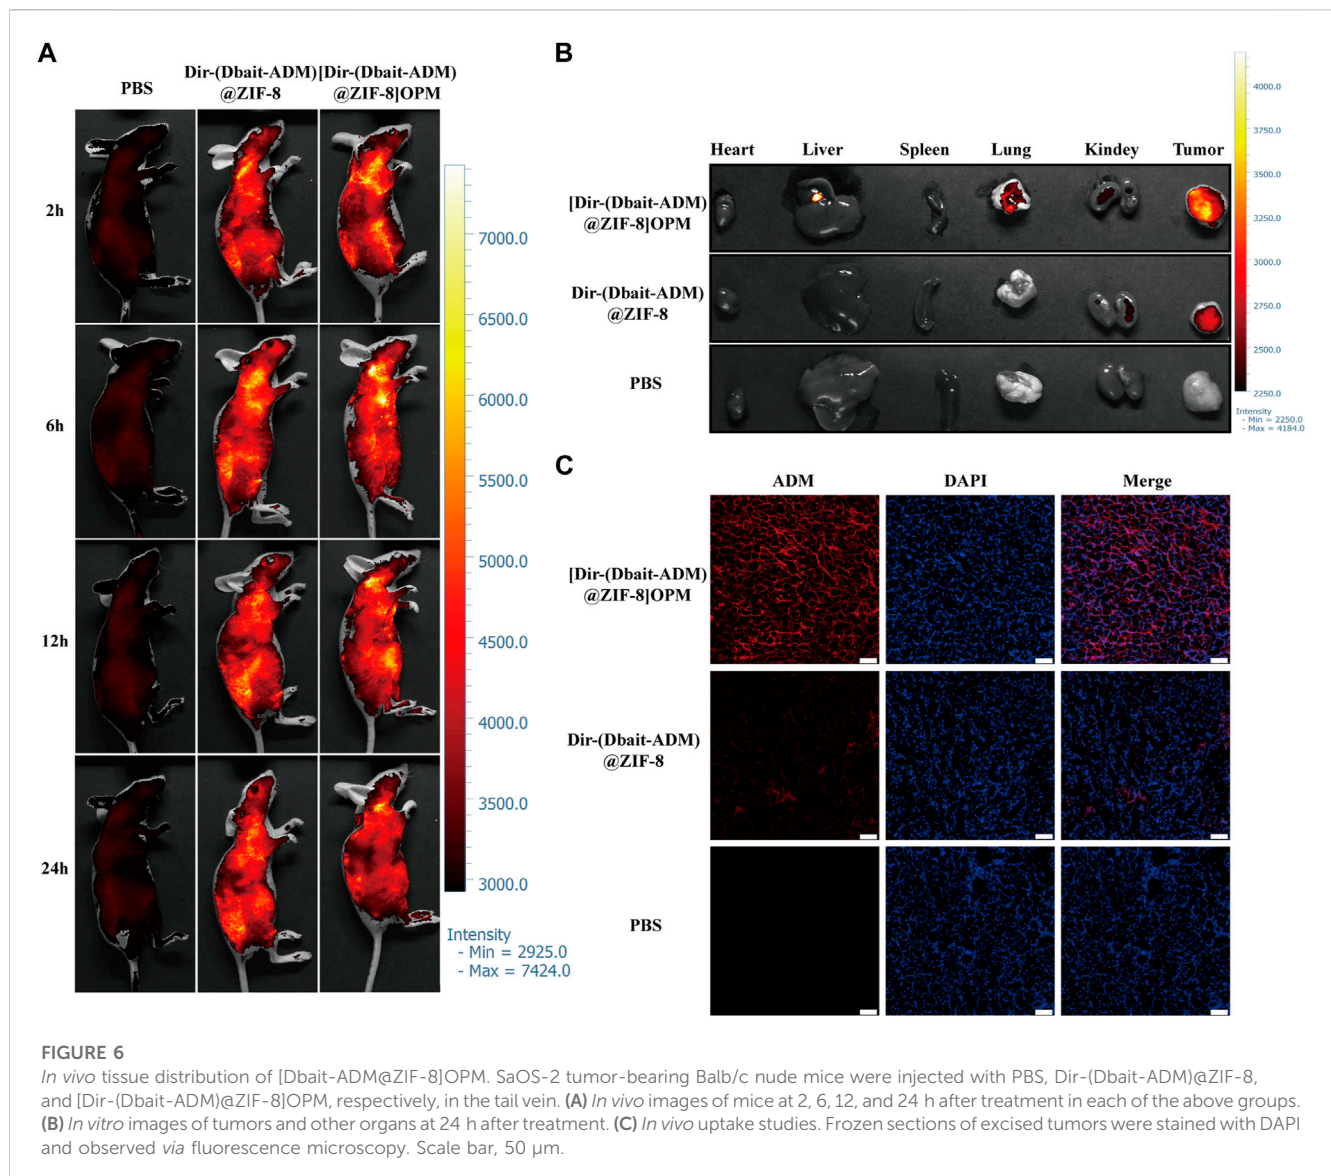 A
PBS
Dir-(Dbait-ADM)
@ZIF-8
[Dir-(Dbait-ADM)
@ZIF-8]OPM
2h
6h
12h
24h
7000.0
6500.0
6000.0
5500.0
5000.0
4500.0
4000.0
3500.0
3000.0
Intensity
- Min = 2925.0
- Max = 7424.0
B
Heart Liver Spleen Lung Kindey Tumor
[Dir-(Dbait-ADM)
@ZIF-8]OPM
Dir-(Dbait-ADM)
@ZIF-8
PBS
4000.0
3750.0
3500.0
3250.0
3000.0
2750.0
2500.0
2250.0
Intensity
- Min = 2250.0
- Max = 4184.0
C
ADM DAPI Merge
[Dir-(Dbait-ADM)
@ZIF-8]OPM
Dir-(Dbait-ADM)
@ZIF-8
PBS
FIGURE 6
In vivo tissue distribution of [Dbait-ADM@ZIF-8]OPM. SaOS-2 tumor-bearing Balb/c nude mice were injected with PBS, Dir-(Dbait-ADM)@ZIF-8,
and [Dir-(Dbait-ADM)@ZIF-8]OPM, respectively, in the tail vein. (A) In vivo images of mice at 2, 6, 12, and 24 h after treatment in each of the above groups.
(B) In vitro images of tumors and other organs at 24 h after treatment. (C) In vivo uptake studies. Frozen sections of excised tumors were stained with DAPI
and observed via fluorescence microscopy. Scale bar, 50 µm.